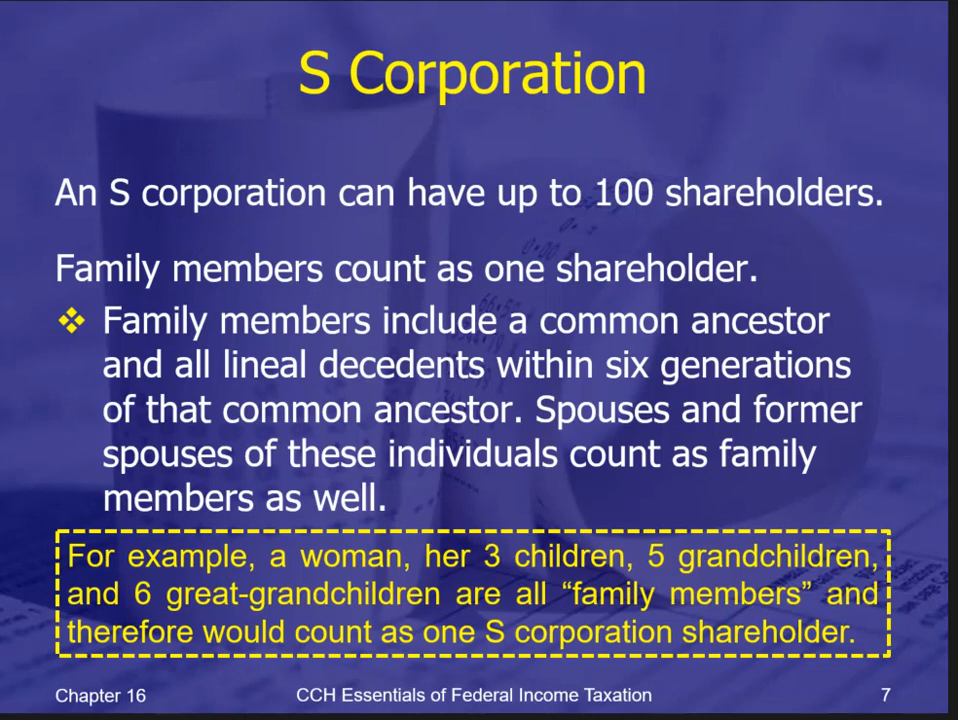 S Corporation
An S corporation can have up to 100 shareholders.
Family members count as one shareholder.
❖ Family members include a common ancestor
and all lineal decedents within six generations
of that common ancestor. Spouses and former
spouses of these individuals count as family
members as well.
For example, a woman, her 3 children, 5 grandchildren,
and 6 great-grandchildren are all “family members” and
therefore would count as one S corporation shareholder.
Chapter 16
CCH Essentials of Federal Income Taxation
7